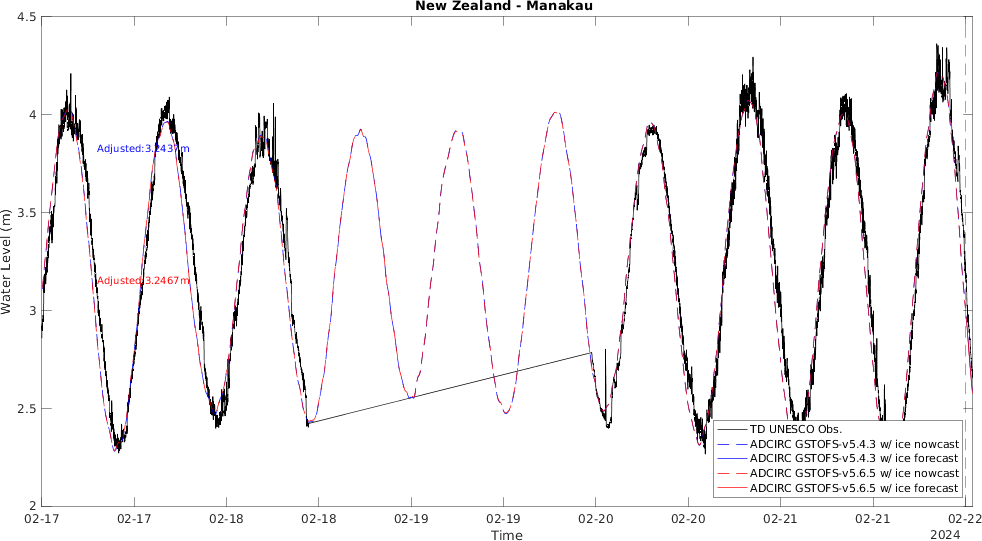 New Zealand - Manakau
4.5
4
3.5
3
2.5
2
Water Level (m)
Adjusted:3.2437m
Adjusted:3.2467m
TD UNESCO Obs.
ADCIRC GSTOFS-v5.4.3 w/ ice nowcast
ADCIRC GSTOFS-v5.4.3 w/ ice forecast
ADCIRC GSTOFS-v5.6.5 w/ ice nowcast
ADCIRC GSTOFS-v5.6.5 w/ ice forecast
02-17 02-17 02-18 02-18 02-19 02-19 02-20 02-20 02-21 02-21 02-22
Time
2024